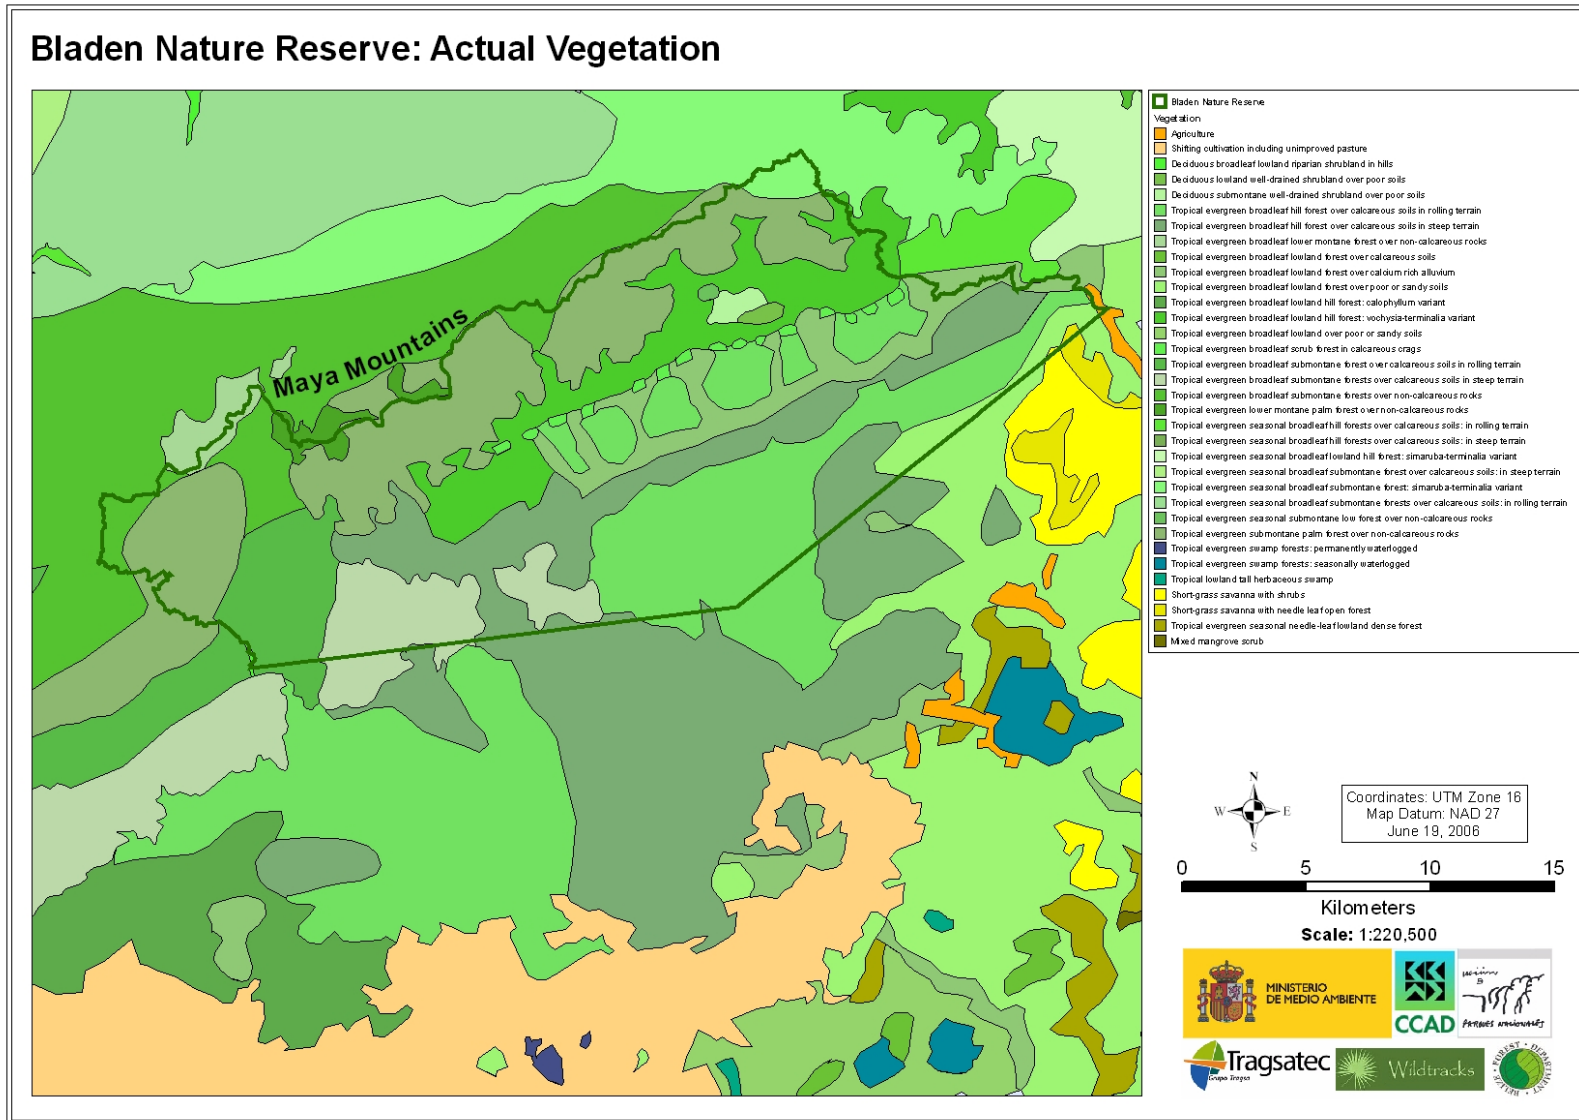 Bladen Nature Reserve: Actual Vegetation
Maya Mountains
Bladen Nature Reserve
Vegetation
Agriculture
Shifting cultivation including unimproved pasture
Deciduous broadleaf lowland riparian shrubland in hills
Deciduous lowland well-drained shrubland over poor soils
Deciduous submontane well-drained shrubland over poor soils
Tropical evergreen broadleaf hill forest over calcareous soils in rolling terrain
Tropical evergreen broadleaf hill forest over calcareous soils in steep terrain
Tropical evergreen broadleaf lower montane forest over non-calcareous rocks
Tropical evergreen broadleaf lowland forest over calcareous soils
Tropical evergreen broadleaf lowland forest over calcium rich alluvium
Tropical evergreen broadleaf lowland forest over poor or sandy soils
Tropical evergreen broadleaf lowland hill forest: calophyllum variant
Tropical evergreen broadleaf lowland hill forest: vochysia-terminalia variant
Tropical evergreen broadleaf lowland over poor or sandy soils
Tropical evergreen broadleaf scrub forest in calcareous crags
Tropical evergreen broadleaf submontane forest over calcareous soils in rolling terrain
Tropical evergreen broadleaf submontane forests over calcareous soils in steep terrain
Tropical evergreen broadleaf submontane forests over non-calcareous rocks
Tropical evergreen lower montane palm forest over non-calcareous rocks
Tropical evergreen seasonal broadleaf hill forests over calcareous soils: in rolling terrain
Tropical evergreen seasonal broadleaf hill forests over calcareous soils: in steep terrain
Tropical evergreen seasonal broadleaf lowland hill forest: simaruba-terminalia variant
Tropical evergreen seasonal broadleaf submontane forest over calcareous soils: in steep terrain
Tropical evergreen seasonal broadleaf submontane forest: simaruba-terminalia variant
Tropical evergreen seasonal broadleaf submontane forests over calcareous soils: in rolling terrain
Tropical evergreen seasonal submontane low forest over non-calcareous rocks
Tropical evergreen submontane palm forest over non-calcareous rocks
Tropical evergreen swamp forests: permanently waterlogged
Tropical evergreen swamp forests: seasonally waterlogged
Tropical lowland tall herbaceous swamp
Short-grass savanna with shrubs
Short-grass savanna with needle leaf open forest
Tropical evergreen seasonal needle-leaf lowland dense forest
Mixed mangrove scrub
N
W E
S
Coordinates: UTM Zone 16
Map Datum: NAD 27
June 19, 2006
0 5 10 15
Kilometers
Scale: 1:220,500
MINISTERIO
DE MEDIO AMBIENTE
CCAD
PARQUES NACIONALES
Tragsatec
Grupo Tragsa
Wildtracks
FOREST DEPARTMENT
BELIZE